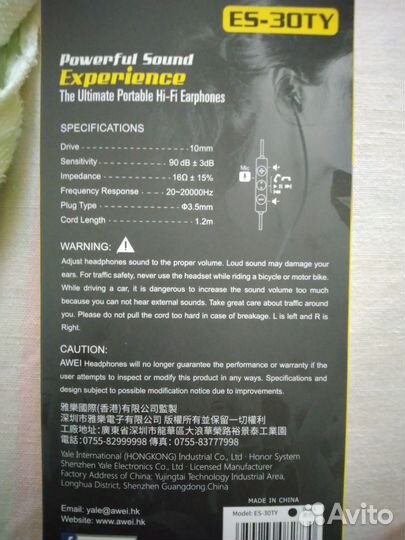 ES-30TY
Powerful Sound
Experience
The Ultimate Portable Hi-Fi Earphones
SPECIFICATIONS
Drive 10mm
Sensitivity 90 dB ± 3dB
Impedance 16Ω ± 15%
Frequency Response 20~20000Hz
Plug Type Φ3.5mm
Cord Length 1.2m
Mic
WARNING:
Adjust headphones sound to the proper volume. Loud sound may damage your
ears. For traffic safety, never use the headset while riding a bicycle or motor bike.
While driving a car, it is dangerous to increase the sound volume too much
because you can not hear external sounds. Take great care about traffic around
you. Please do not pull the cord too hard in case of breakage. L is left and R is
Right.
CAUTION:
AWEI Headphones will not guarantee the performance or warranty if the
user attempts to inspect or modify this product in any ways. Specifications and
design subject to possible modification notice due to improvements.
雅樂國際(香港)有限公司監製
深圳市雅樂電子有限公司 版權所有並保留一切權利
工廠地址:廣東省深圳市龍華區大浪華榮路裕景泰工業園
電話:0755-82999998 傳真: 0755-83777998
Yale International (HONGKONG) Industrial Co., Ltd - Honor System
Shenzhen Yale Electronics Co., Ltd - Licensed Manufacturer
Factory Address of China: Yujingtai Technology Industrial Area,
Longhua District, Shenzhen Guangdong.China
Email: yale@awei.hk
Website: www.awei.hk
MADE IN CHINA
Model: ES-30TY
Avito